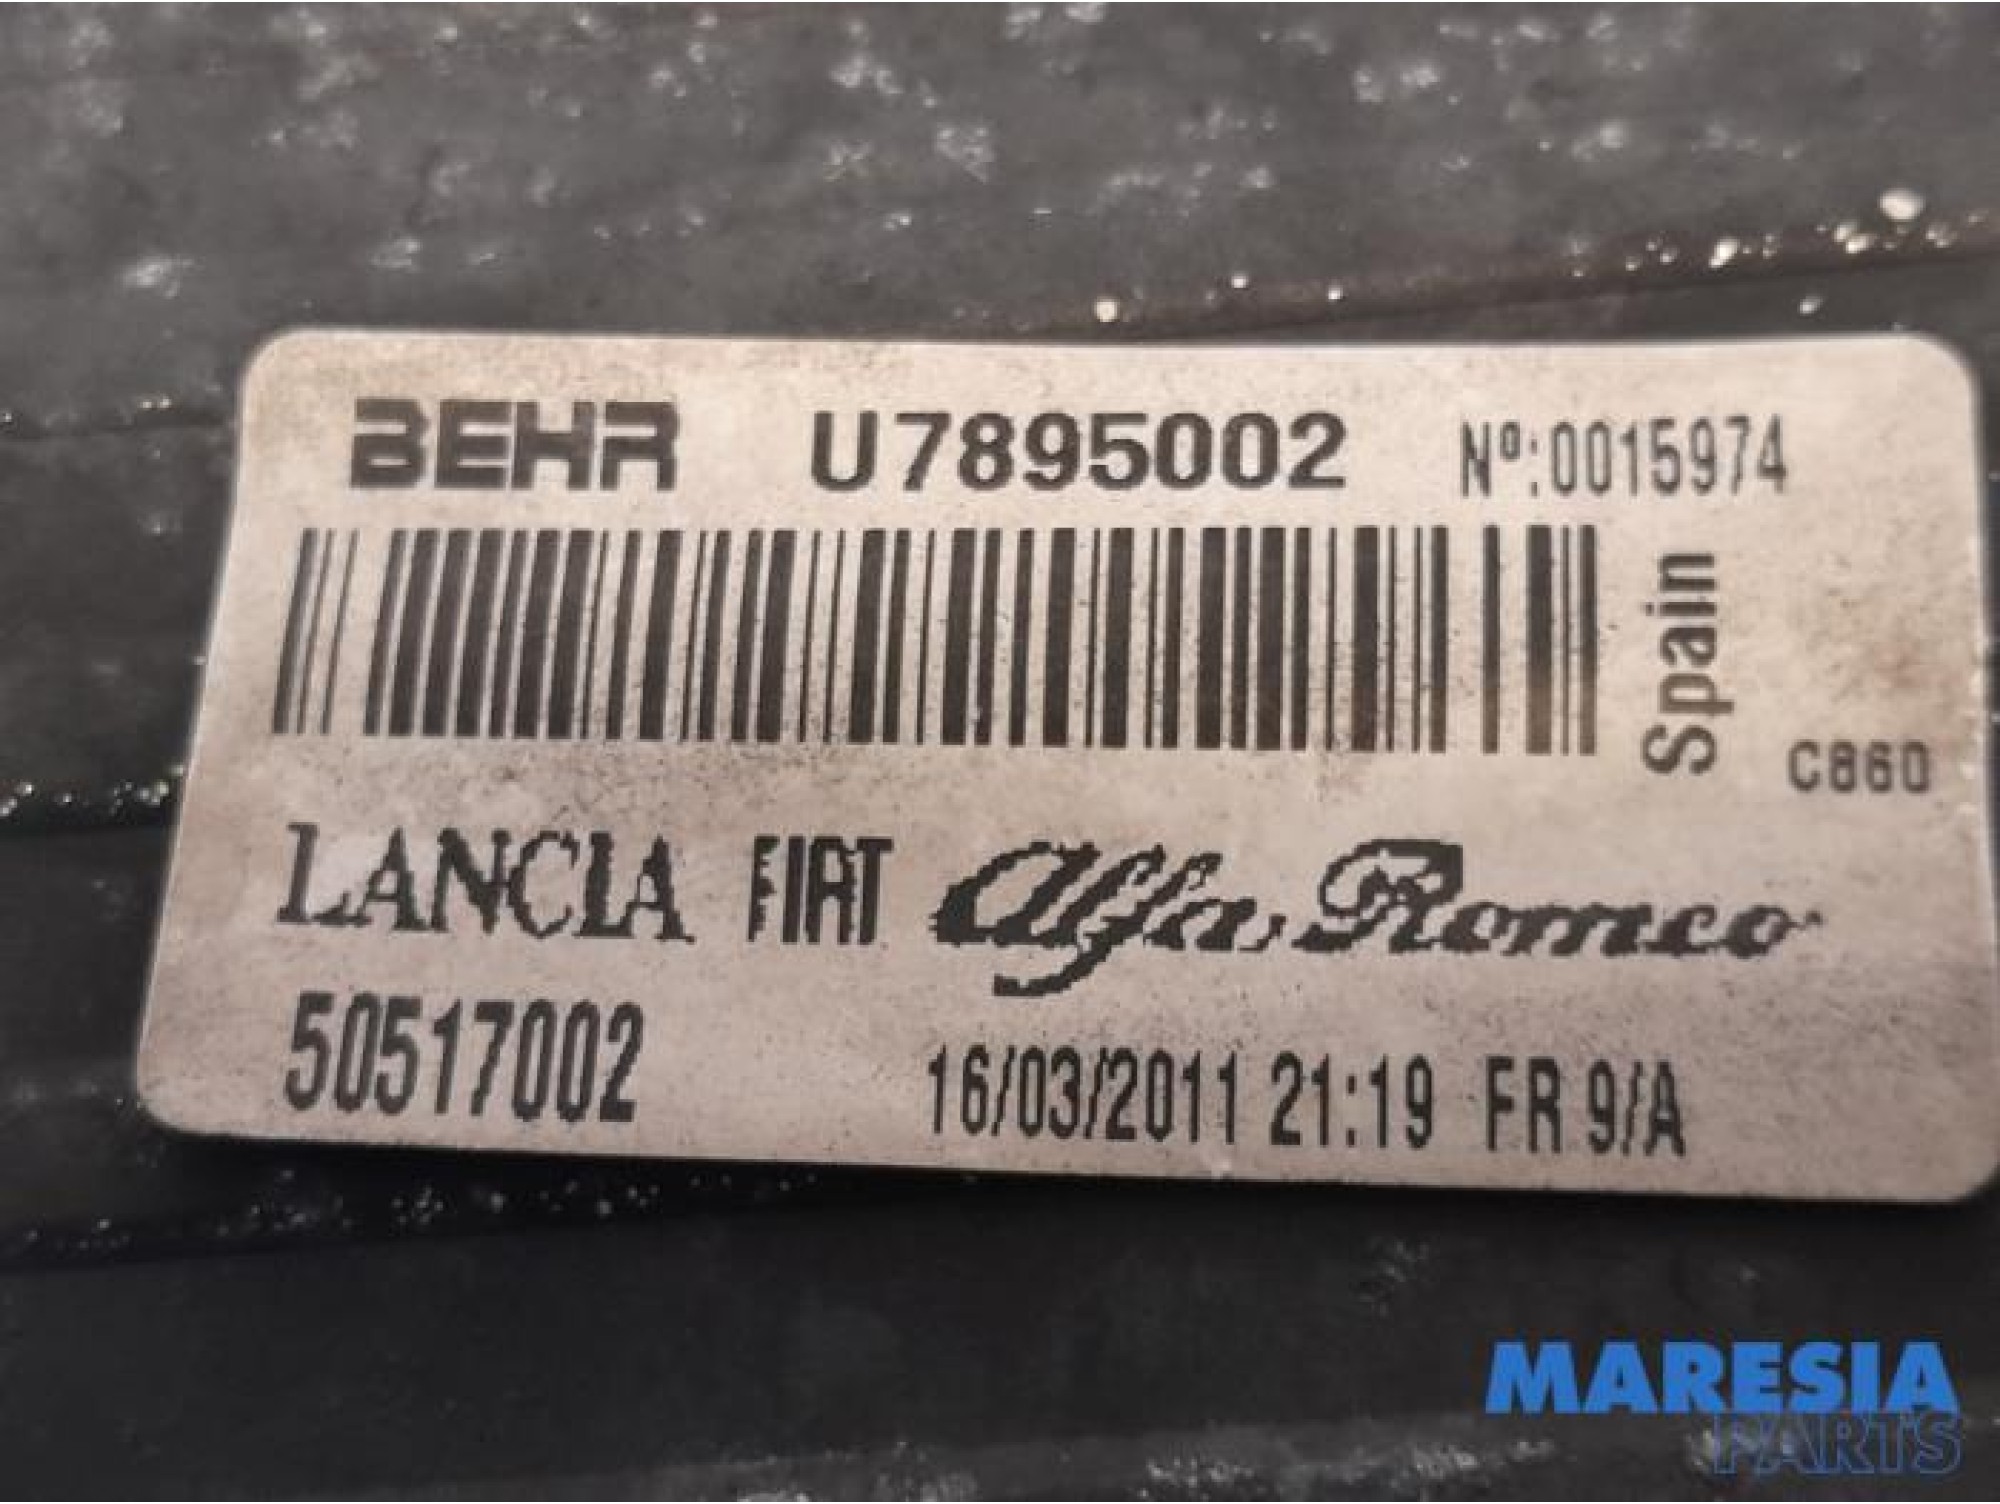 BEHR U7895002 Nº:0015974
Spain
C860
LANCIA FIAT Alfa Romeo
50517002 16/03/2011 21:19 FR 9/A
MARESIA
PARTS